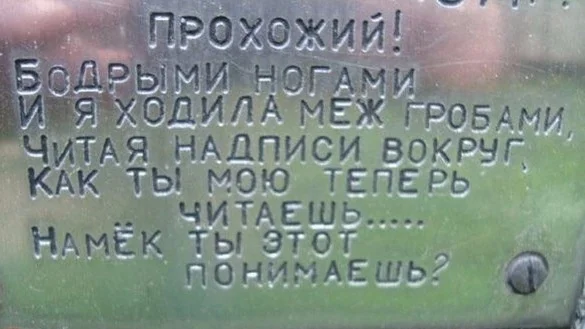 ПРОХОЖИЙ!
БОДРЫМИ НОГАМИ
И Я ХОДИЛА МЕЖ ГРОБАМИ,
ЧИТАЯ НАДПИСИ ВОКРУГ,
КАК ТЫ МОЮ ТЕПЕРЬ
ЧИТАЕШЬ.....
НАМЁК ТЫ ЭТОТ
ПОНИМАЕШЬ?